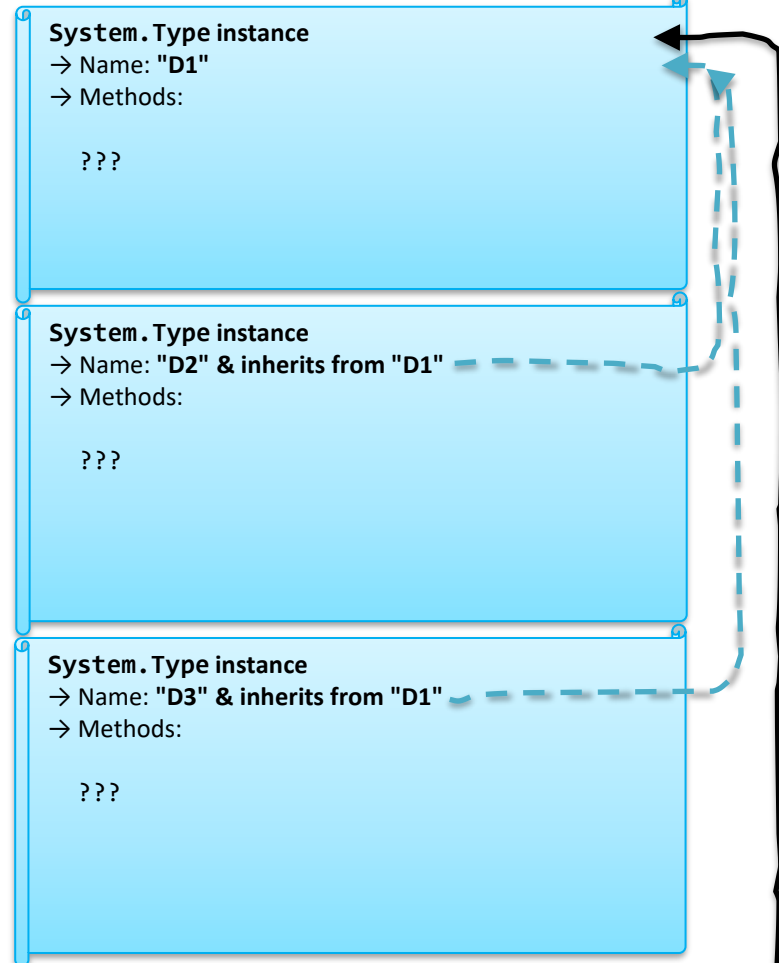 System.Type instance
→ Name: "D1"
→ Methods:
???
System.Type instance
→ Name: "D2" & inherits from "D1"
→ Methods:
???
System.Type instance
→ Name: "D3" & inherits from "D1"
→ Methods:
???